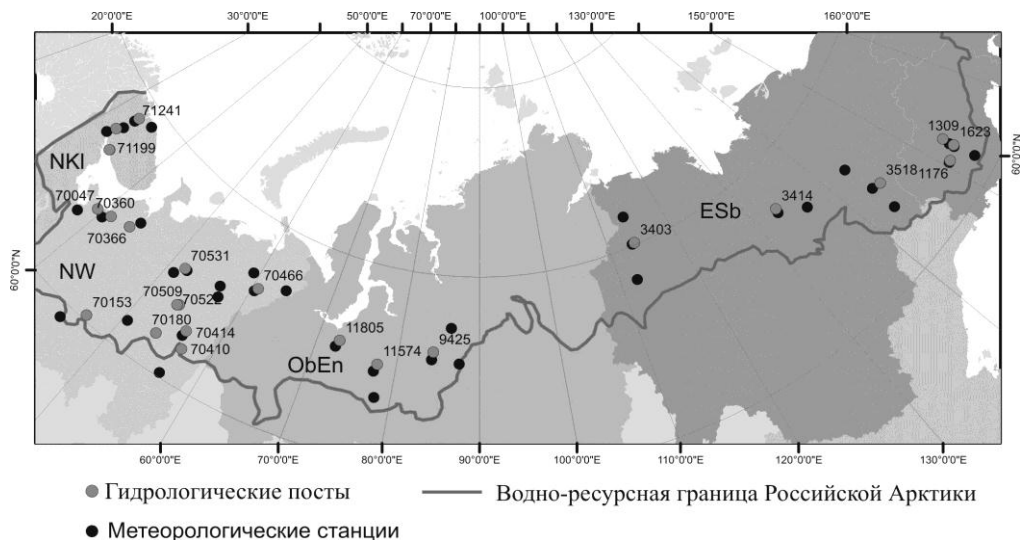 20°0'0"E 30°0'0"E 50°0'0"E 70°0'0"E 100°0'0"E 130°0'0"E 150°0'0"E 160°0'0"E
71241
71199
NKI
1309 1623
3518 1176
60°0'0"N
70047 70360
70366
ESb 3414
3403
NW
70531
70466
60°0'0"N
70509 70522
70153
70180 70414
70410
11805
11574
9425
ObEn
60°0'0"E 70°0'0"E 80°0'0"E 90°0'0"E 100°0'0"E 110°0'0"E 120°0'0"E 130°0'0"E
Гидрологические посты Водно-ресурсная граница Российской Арктики
Метеорологические станции